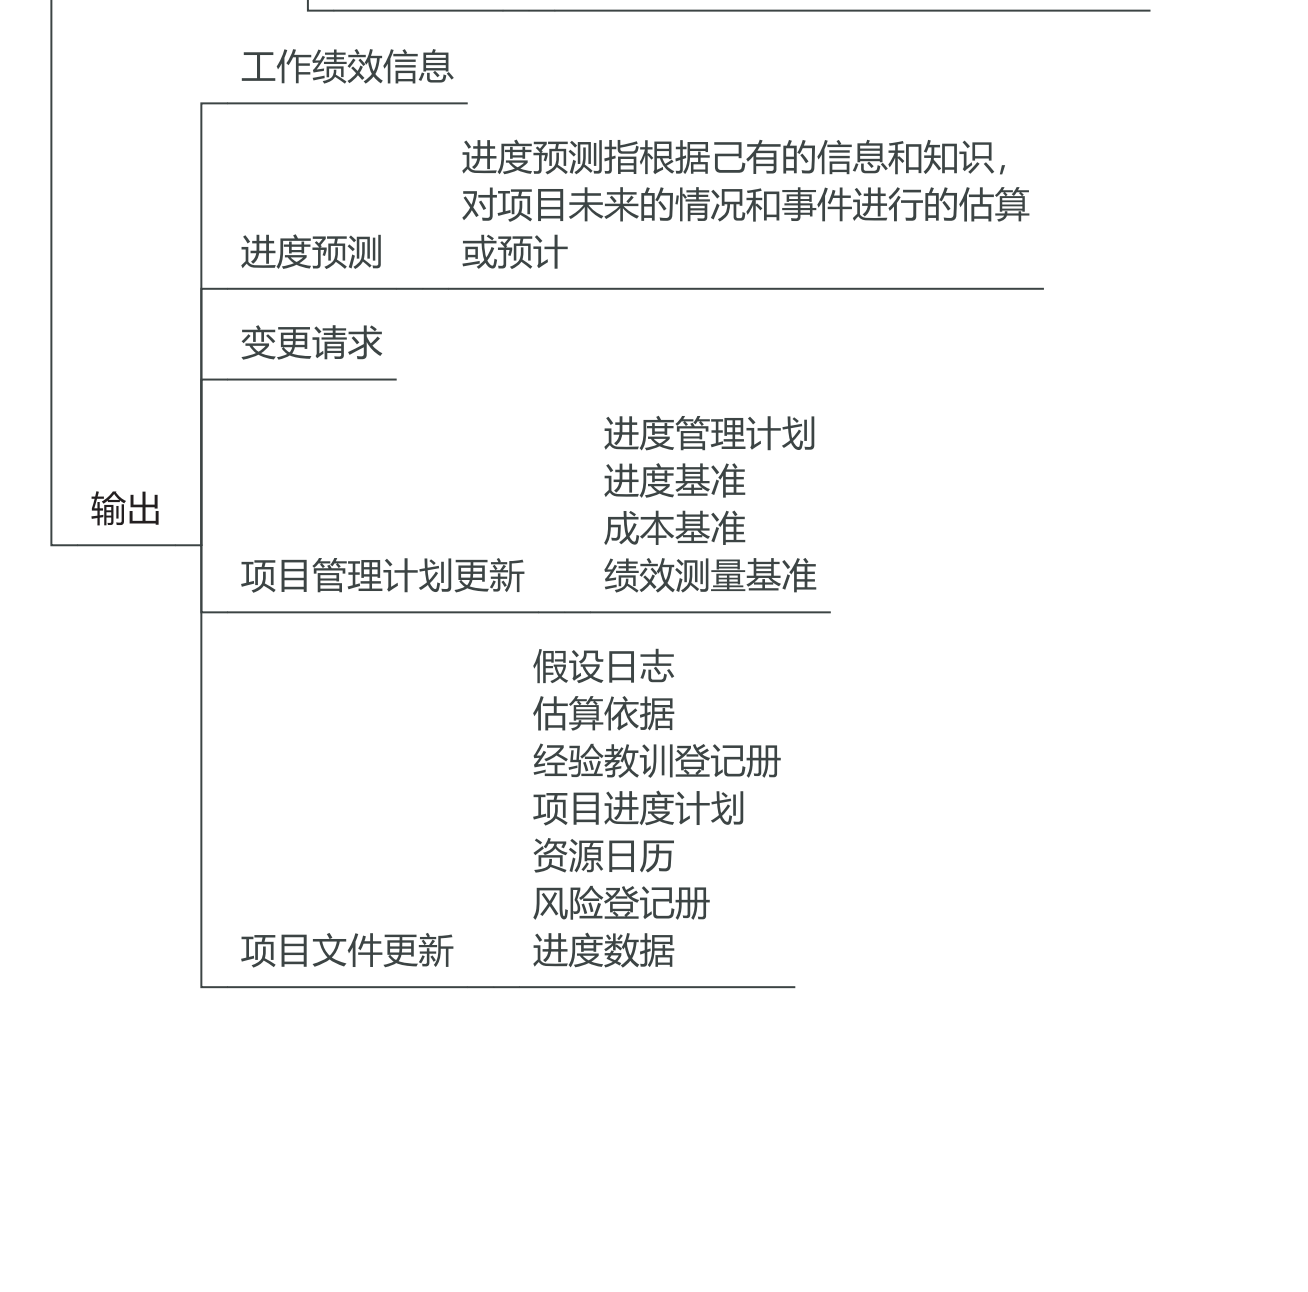 工作绩效信息
进度预测指根据己有的信息和知识，
对项目未来的情况和事件进行的估算
进度预测
或预计
变更请求
进度管理计划
进度基准
输出
成本基准
项目管理计划更新
绩效测量基准
假设日志
估算依据
经验教训登记册
项目进度计划
资源日历
风险登记册
项目文件更新
进度数据